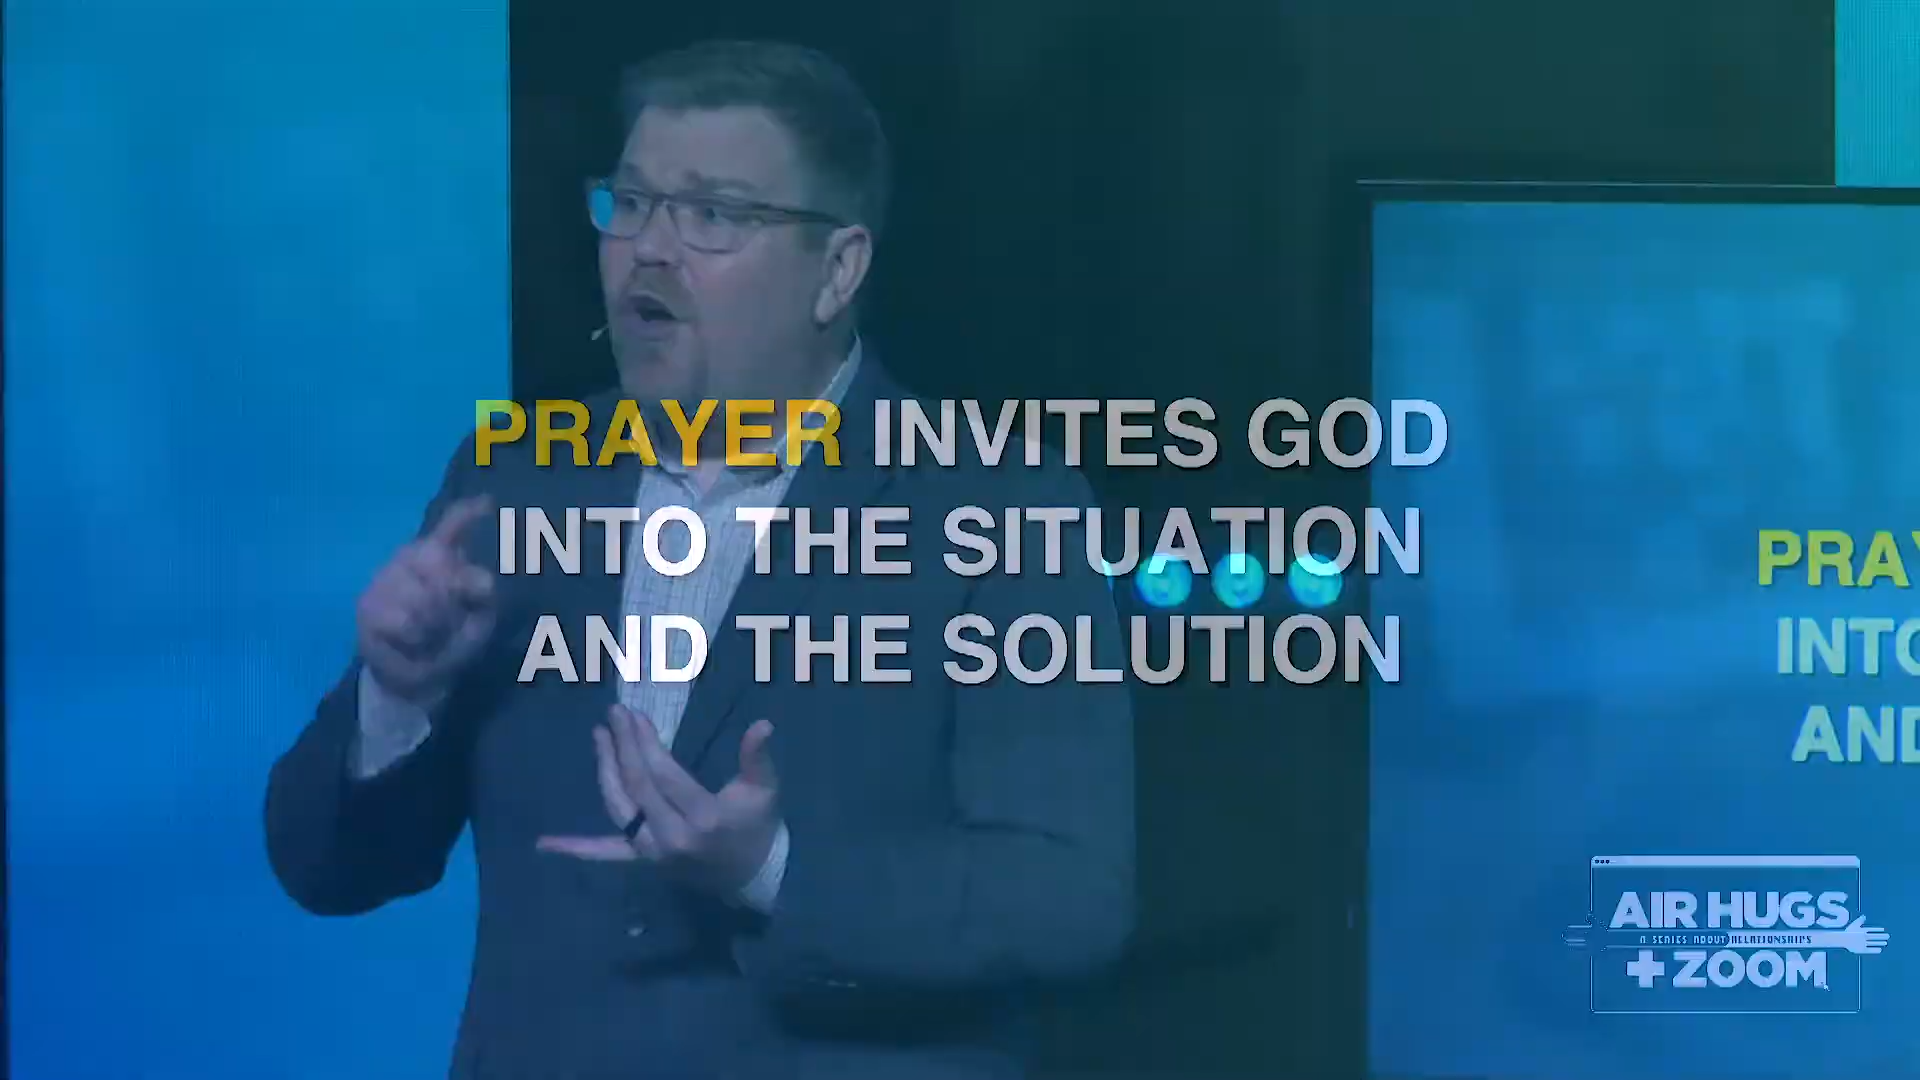 PRAYER INVITES GOD
INTO THE SITUATION
AND THE SOLUTION
PRAY
INTO
AND
AIR HUGS
A SERIES ABOUT RELATIONSHIPS
+ ZOOM